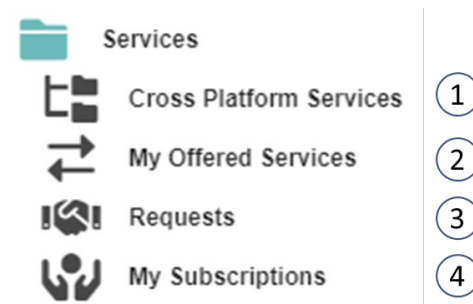 Services
Cross Platform Services 1
My Offered Services 2
Requests 3
My Subscriptions 4